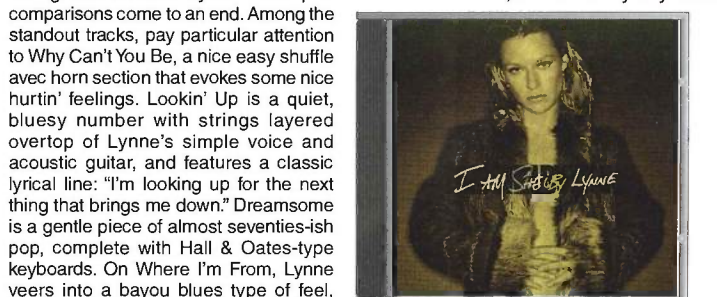 comparisons come to an end. Among the
standout tracks, pay particular attention
to Why Can't You Be, a nice easy shuffle
avec horn section that evokes some nice
hurtin' feelings. Lookin' Up is a quiet,
bluesy number with strings layered
overtop of Lynne's simple voice and
acoustic guitar, and features a classic
lyrical line: "I'm looking up for the next
thing that brings me down." Dreamsome
is a gentle piece of almost seventies-ish
pop, complete with Hall & Oates-type
keyboards. On Where I'm From, Lynne
veers into a bayou blues type of feel,
I AM SHELBY LYNNE